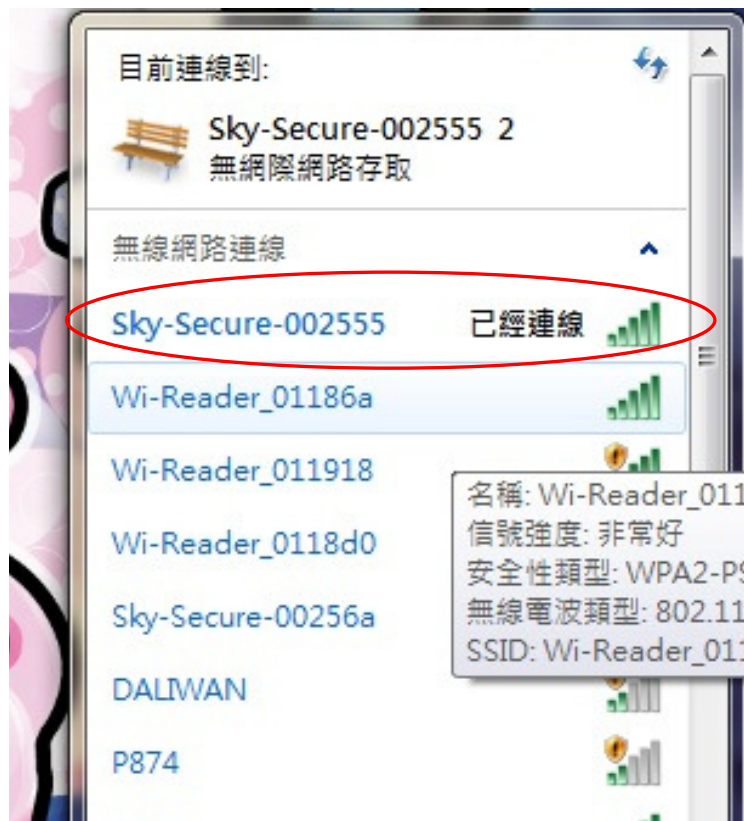 目前連線到:
Sky-Secure-002555 2
無網際網路存取
無線網路連線
Sky-Secure-002555 已經連線
Wi-Reader_01186a
Wi-Reader_011918
Wi-Reader_0118d0
Sky-Secure-00256a
DALIWAN
P874
名稱: Wi-Reader_011
信號強度: 非常好
安全性類型: WPA2-PS
無線電波類型: 802.11
SSID: Wi-Reader_011